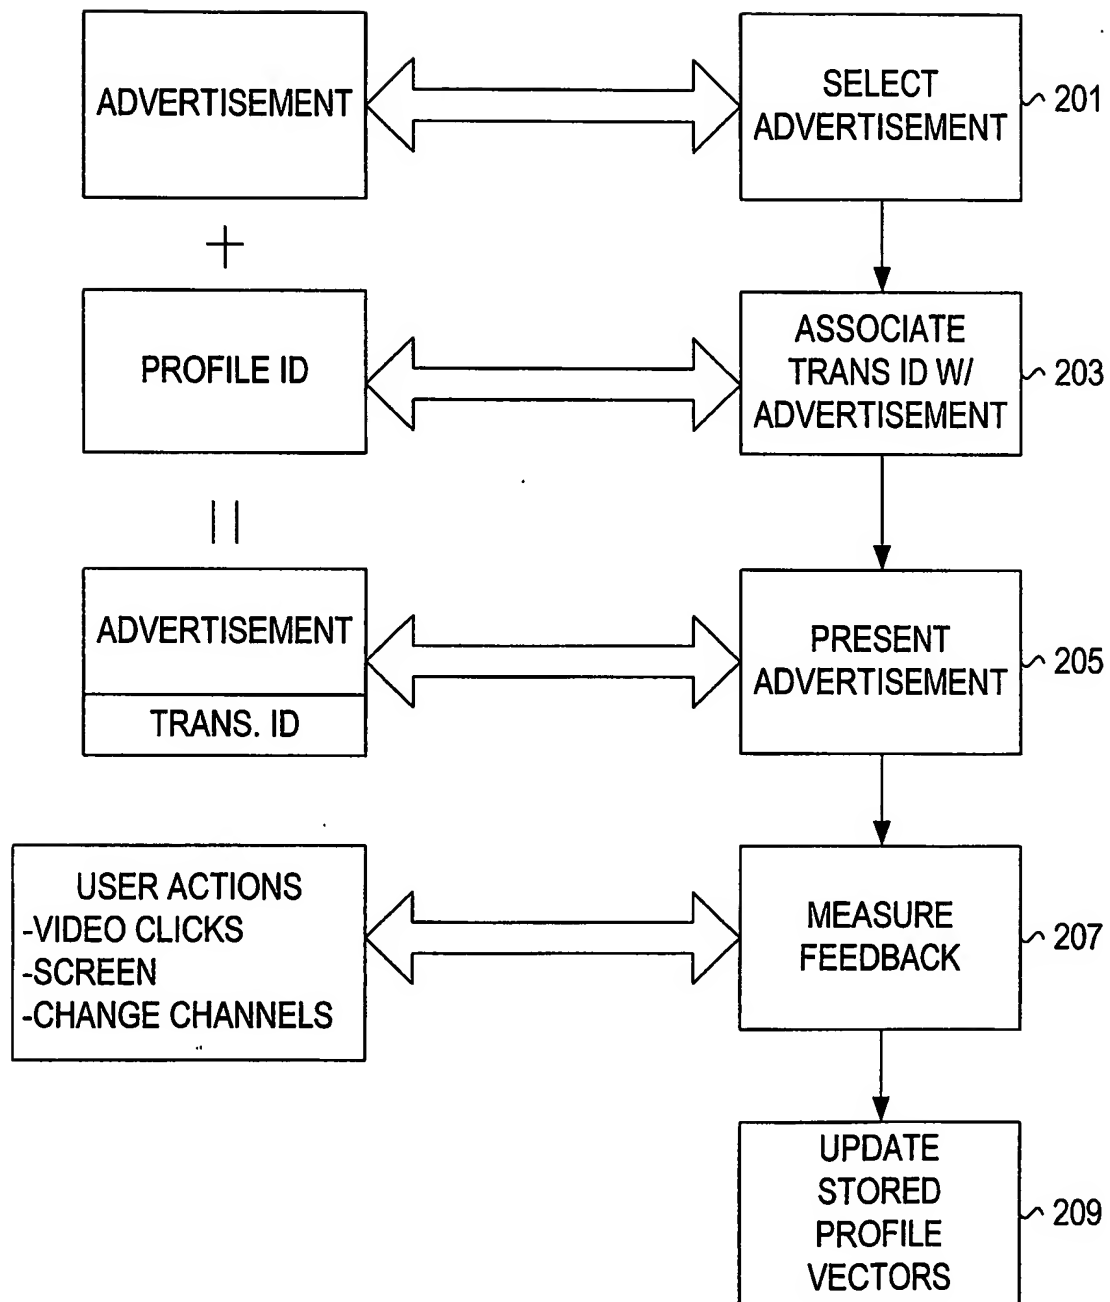 ADVERTISEMENT
SELECT
ADVERTISEMENT
201
+
PROFILE ID
ASSOCIATE
TRANS ID W/
ADVERTISEMENT
203
||
ADVERTISEMENT
TRANS. ID
PRESENT
ADVERTISEMENT
205
USER ACTIONS
-VIDEO CLICKS
-SCREEN
-CHANGE CHANNELS
MEASURE
FEEDBACK
207
UPDATE
STORED
PROFILE
VECTORS
209